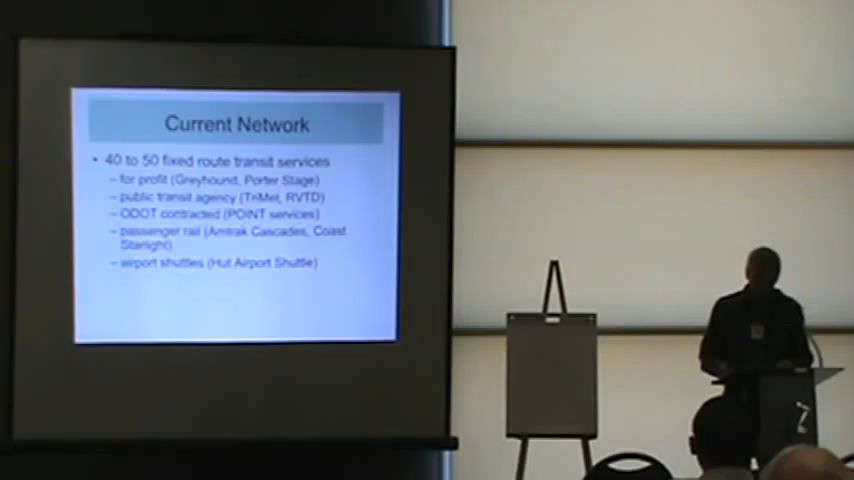 Current Network
• 40 to 50 fixed route transit services
– for profit (Greyhound, Porter Stage)
– public transit agency (TriMet, RVTD)
– ODOT contracted (POINT services)
– passenger rail (Amtrak Cascades, Coast
Starlight)
– airport shuttles (Hut Airport Shuttle)